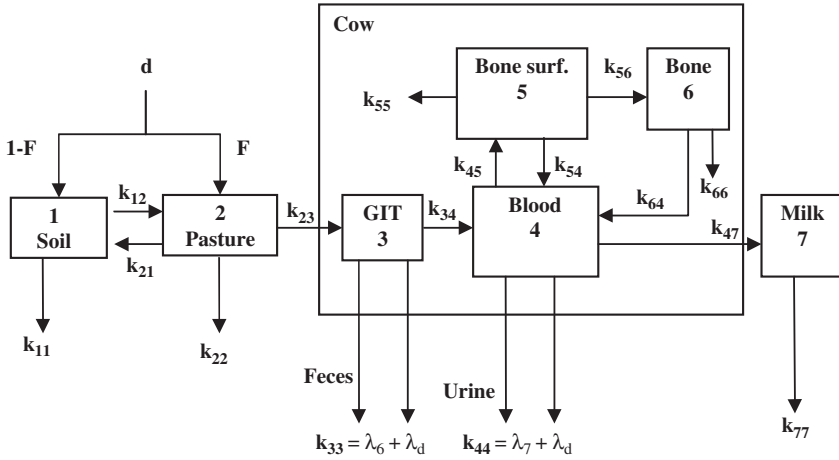 Cow
d
1-F
F
Bone surf.
5
k₅₆
Bone
6
k₅₅
k₄₅
k₅₄
k₆₄
k₆₆
1
Soil
k₁₂
2
Pasture
k₂₁
k₂₃
GIT
3
k₃₄
Blood
4
k₄₇
Milk
7
k₁₁
k₂₂
Feces
Urine
k₃₃ = λ₆ + λd
k₄₄ = λ₇ + λd
k₇₇